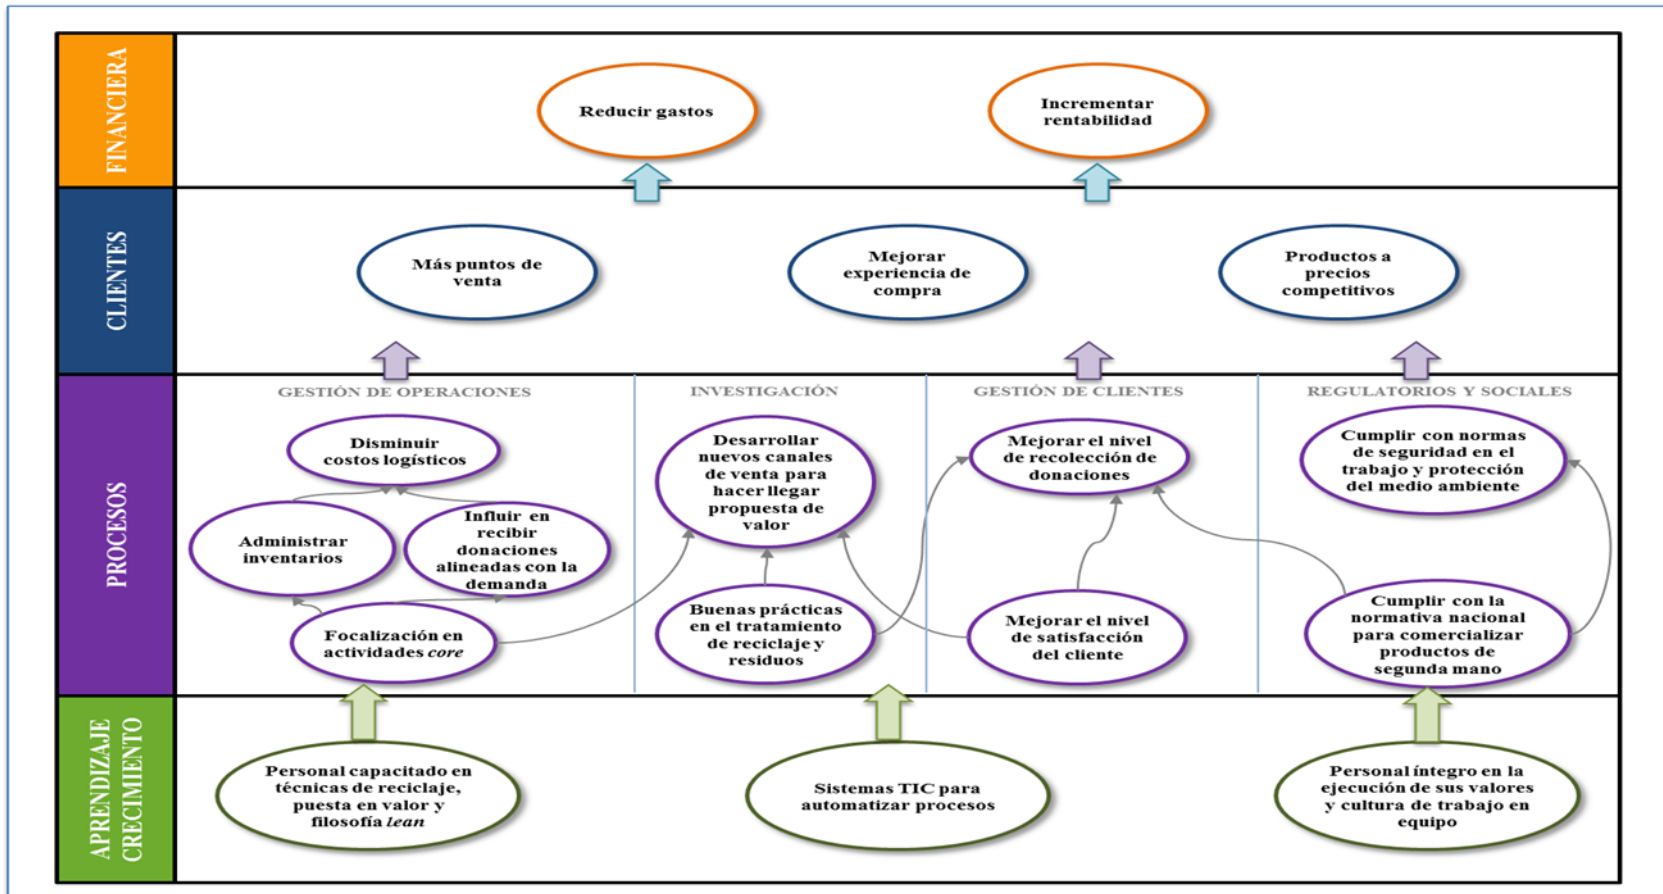 FINANCIERA
Reducir gastos
Incrementar
rentabilidad
CLIENTES
Más puntos de
venta
Mejorar
experiencia de
compra
Productos a
precios
competitivos
PROCESOS
GESTIÓN DE OPERACIONES
Disminuir
costos logísticos
Administrar
inventarios
Influir en
recibir
donaciones
alineadas con la
demanda
Focalización en
actividades core
INVESTIGACIÓN
Desarrollar
nuevos canales
de venta para
hacer llegar
propuesta de
valor
Buenas prácticas
en el tratamiento
de reciclaje y
residuos
GESTIÓN DE CLIENTES
Mejorar el nivel
de recolección de
donaciones
Mejorar el nivel
de satisfacción
del cliente
REGULATORIOS Y SOCIALES
Cumplir con normas
de seguridad en el
trabajo y protección
del medio ambiente
Cumplir con la
normativa nacional
para comercializar
productos de
segunda mano
APRENDIZAJE
CRECIMIENTO
Personal capacitado en
técnicas de reciclaje,
puesta en valor y
filosofía lean
Sistemas TIC para
automatizar procesos
Personal íntegro en la
ejecución de sus valores
y cultura de trabajo en
equipo